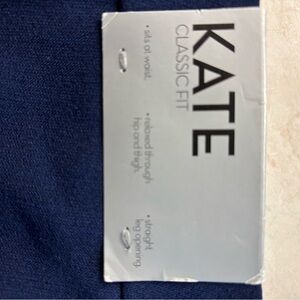 KATE
CLASSIC FIT
• sits at waist.
• relaxed through
hip and thigh.
• straight
leg opening.